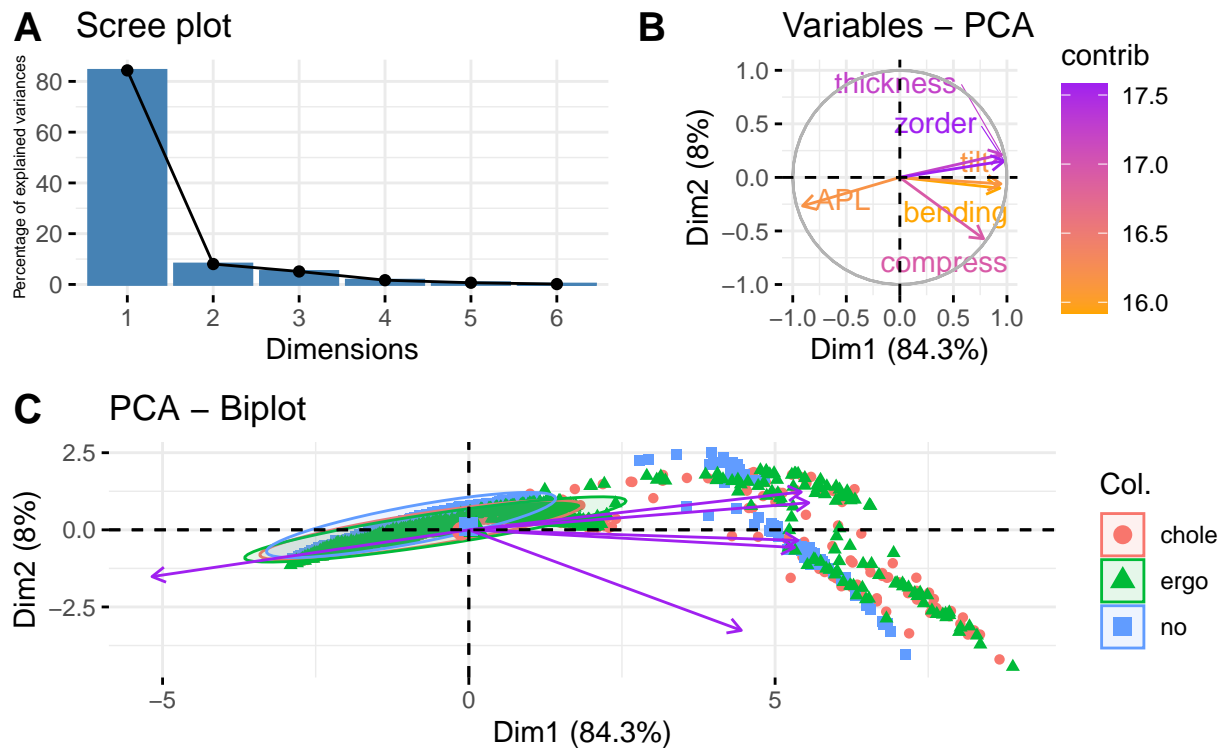 A Scree plot
Percentage of explained variances
80
60
40
20
0
1 2 3 4 5 6
Dimensions
B Variables – PCA
Dim2 (8%)
1.0
0.5
0.0
−0.5
−1.0
thickness
zorder
tilt
APL
bending
compress
−1.0 −0.5 0.0 0.5 1.0
Dim1 (84.3%)
contrib
17.5
17.0
16.5
16.0
C PCA – Biplot
Dim2 (8%)
2.5
0.0
−2.5
−5 0 5
Dim1 (84.3%)
Col.
chole
ergo
no